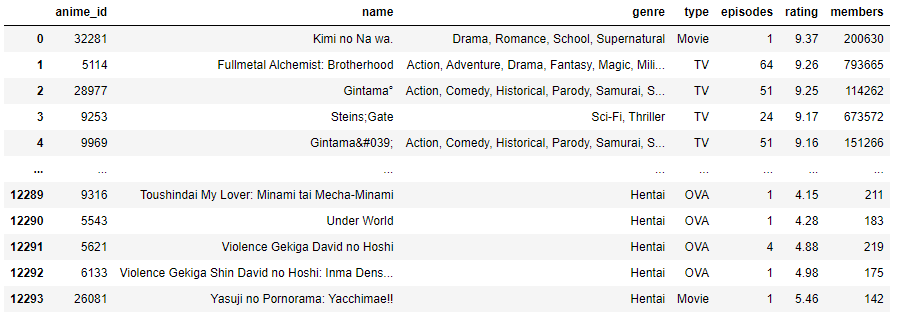 anime_id name genre type episodes rating members
0 32281 Kimi no Na wa. Drama, Romance, School, Supernatural Movie 1 9.37 200630
1 5114 Fullmetal Alchemist: Brotherhood Action, Adventure, Drama, Fantasy, Magic, Mili... TV 64 9.26 793665
2 28977 Gintama° Action, Comedy, Historical, Parody, Samurai, S... TV 51 9.25 114262
3 9253 Steins;Gate Sci-Fi, Thriller TV 24 9.17 673572
4 9969 Gintama&#039; Action, Comedy, Historical, Parody, Samurai, S... TV 51 9.16 151266
... ... ... ... ... ... ... ...
12289 9316 Toushindai My Lover: Minami tai Mecha-Minami Hentai OVA 1 4.15 211
12290 5543 Under World Hentai OVA 1 4.28 183
12291 5621 Violence Gekiga David no Hoshi Hentai OVA 4 4.88 219
12292 6133 Violence Gekiga Shin David no Hoshi: Inma Dens... Hentai OVA 1 4.98 175
12293 26081 Yasuji no Pornorama: Yacchimae!! Hentai Movie 1 5.46 142